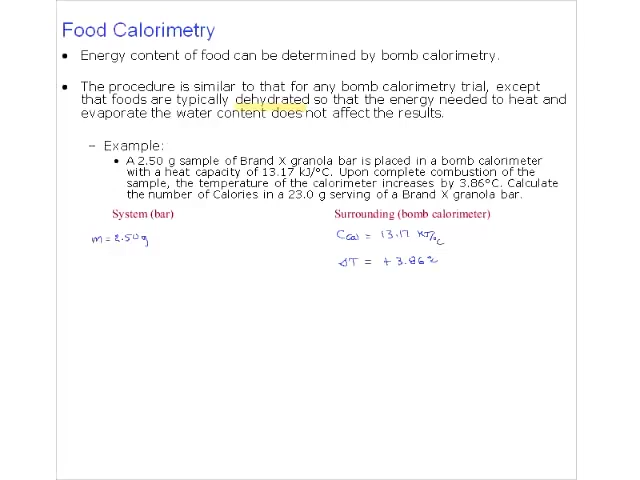 Food Calorimetry
• Energy content of food can be determined by bomb calorimetry.
• The procedure is similar to that for any bomb calorimetry trial, except
that foods are typically dehydrated so that the energy needed to heat and
evaporate the water content does not affect the results.
– Example:
• A 2.50 g sample of Brand X granola bar is placed in a bomb calorimeter
with a heat capacity of 13.17 kJ/°C. Upon complete combustion of the
sample, the temperature of the calorimeter increases by 3.86°C. Calculate
the number of Calories in a 23.0 g serving of a Brand X granola bar.
System (bar) Surrounding (bomb calorimeter)
m = 2.50g Ccal = 13.17 kJ/°C
ΔT = + 3.86°C